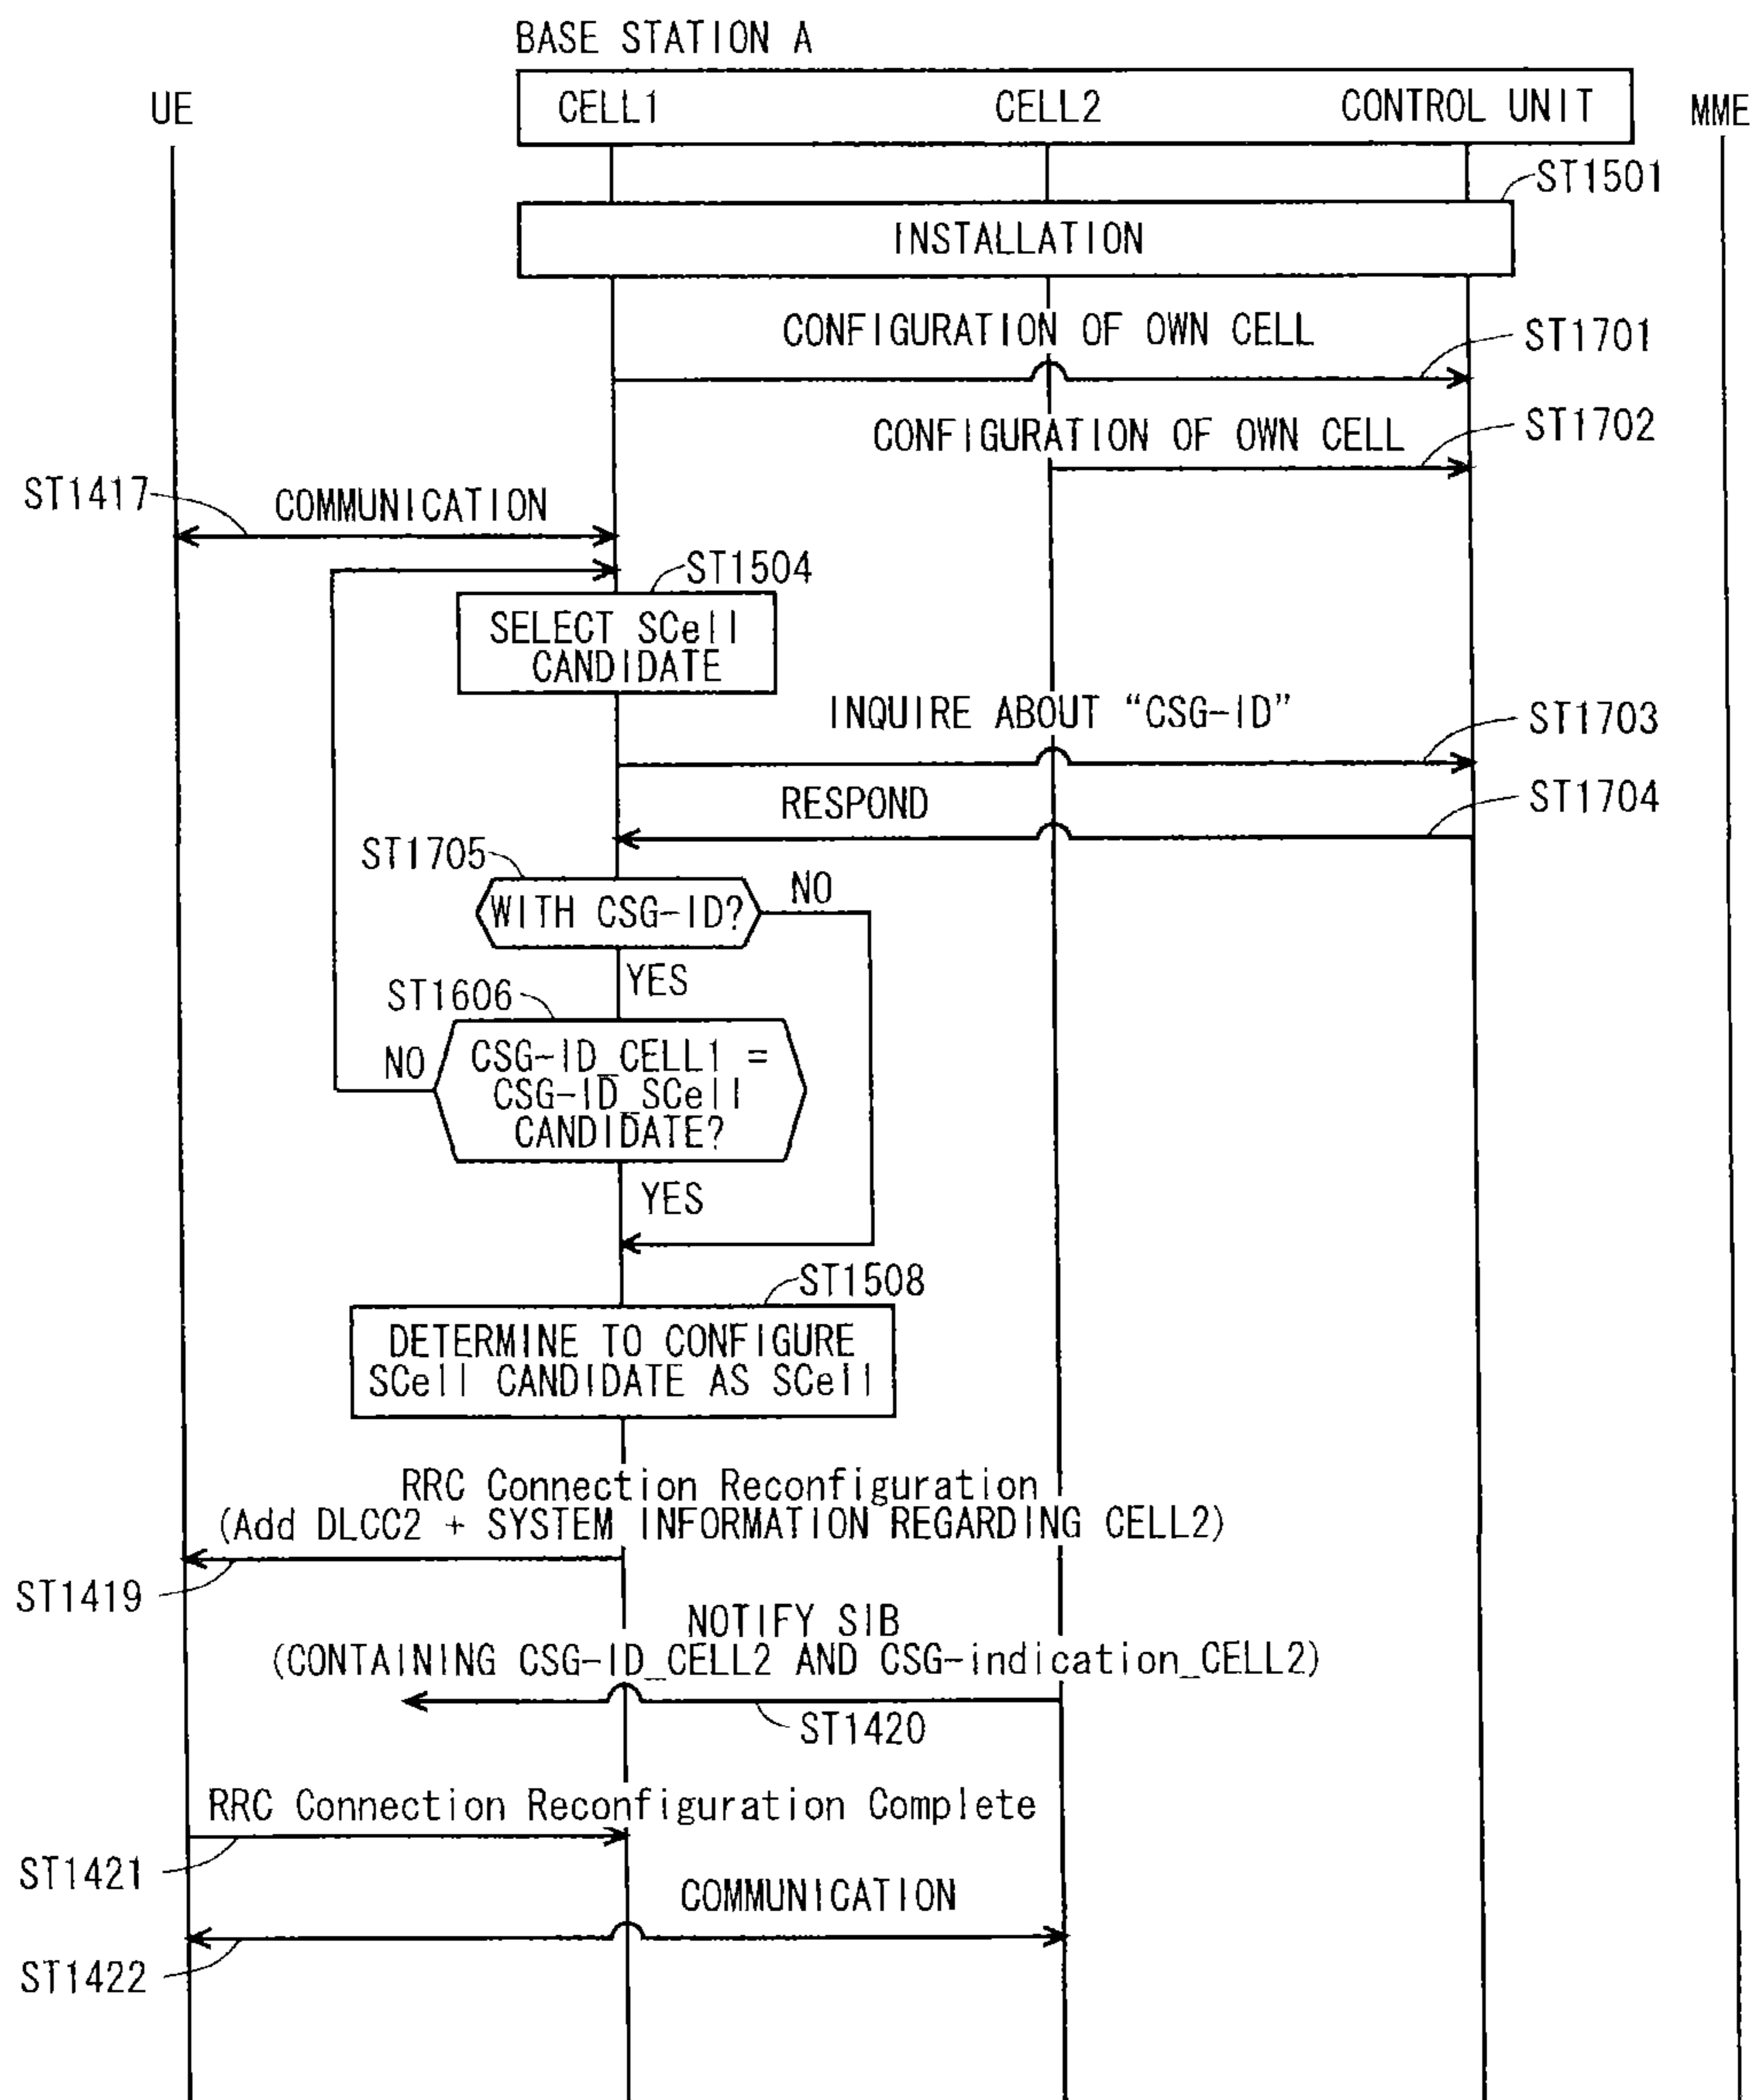 BASE STATION A
UE
CELL1
CELL2
CONTROL UNIT
MME
ST1501
INSTALLATION
CONFIGURATION OF OWN CELL
ST1701
CONFIGURATION OF OWN CELL
ST1702
ST1417
COMMUNICATION
ST1504
SELECT SCell
CANDIDATE
INQUIRE ABOUT “CSG-ID”
ST1703
RESPOND
ST1704
ST1705
WITH CSG-ID?
NO
YES
ST1606
NO
CSG-ID_CELL1 =
CSG-ID_SCell
CANDIDATE?
YES
ST1508
DETERMINE TO CONFIGURE
SCell CANDIDATE AS SCell
RRC Connection Reconfiguration
(Add DLCC2 + SYSTEM INFORMATION REGARDING CELL2)
ST1419
NOTIFY SIB
(CONTAINING CSG-ID_CELL2 AND CSG-indication_CELL2)
ST1420
RRC Connection Reconfiguration Complete
ST1421
COMMUNICATION
ST1422